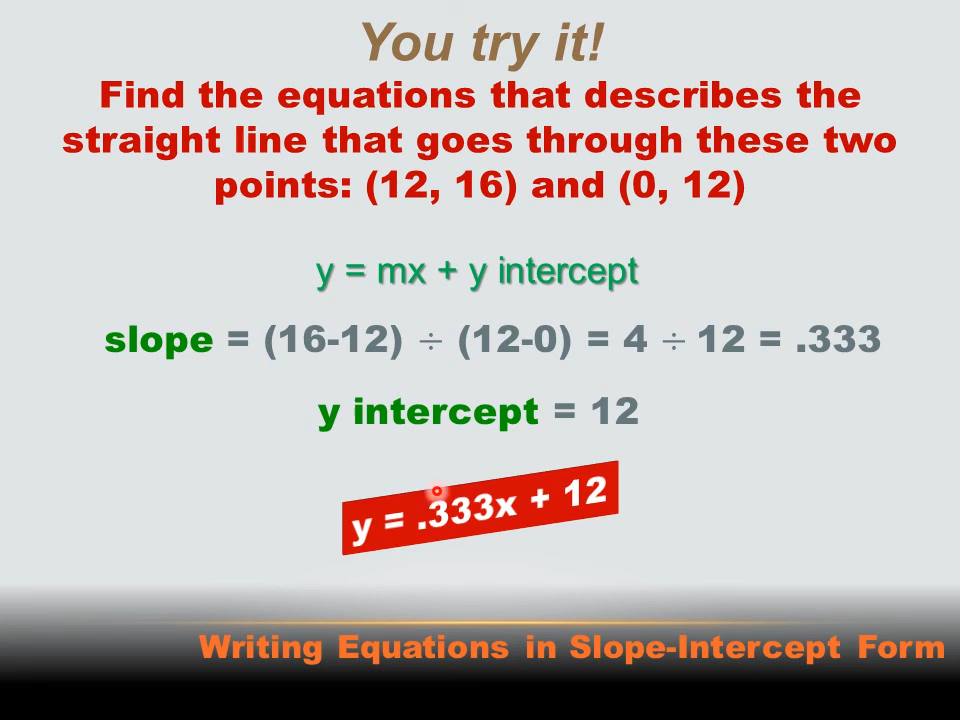 You try it!
Find the equations that describes the
straight line that goes through these two
points: (12, 16) and (0, 12)
y = mx + y intercept
slope = (16-12) ÷ (12-0) = 4 ÷ 12 = .333
y intercept = 12
y = .333x + 12
Writing Equations in Slope-Intercept Form